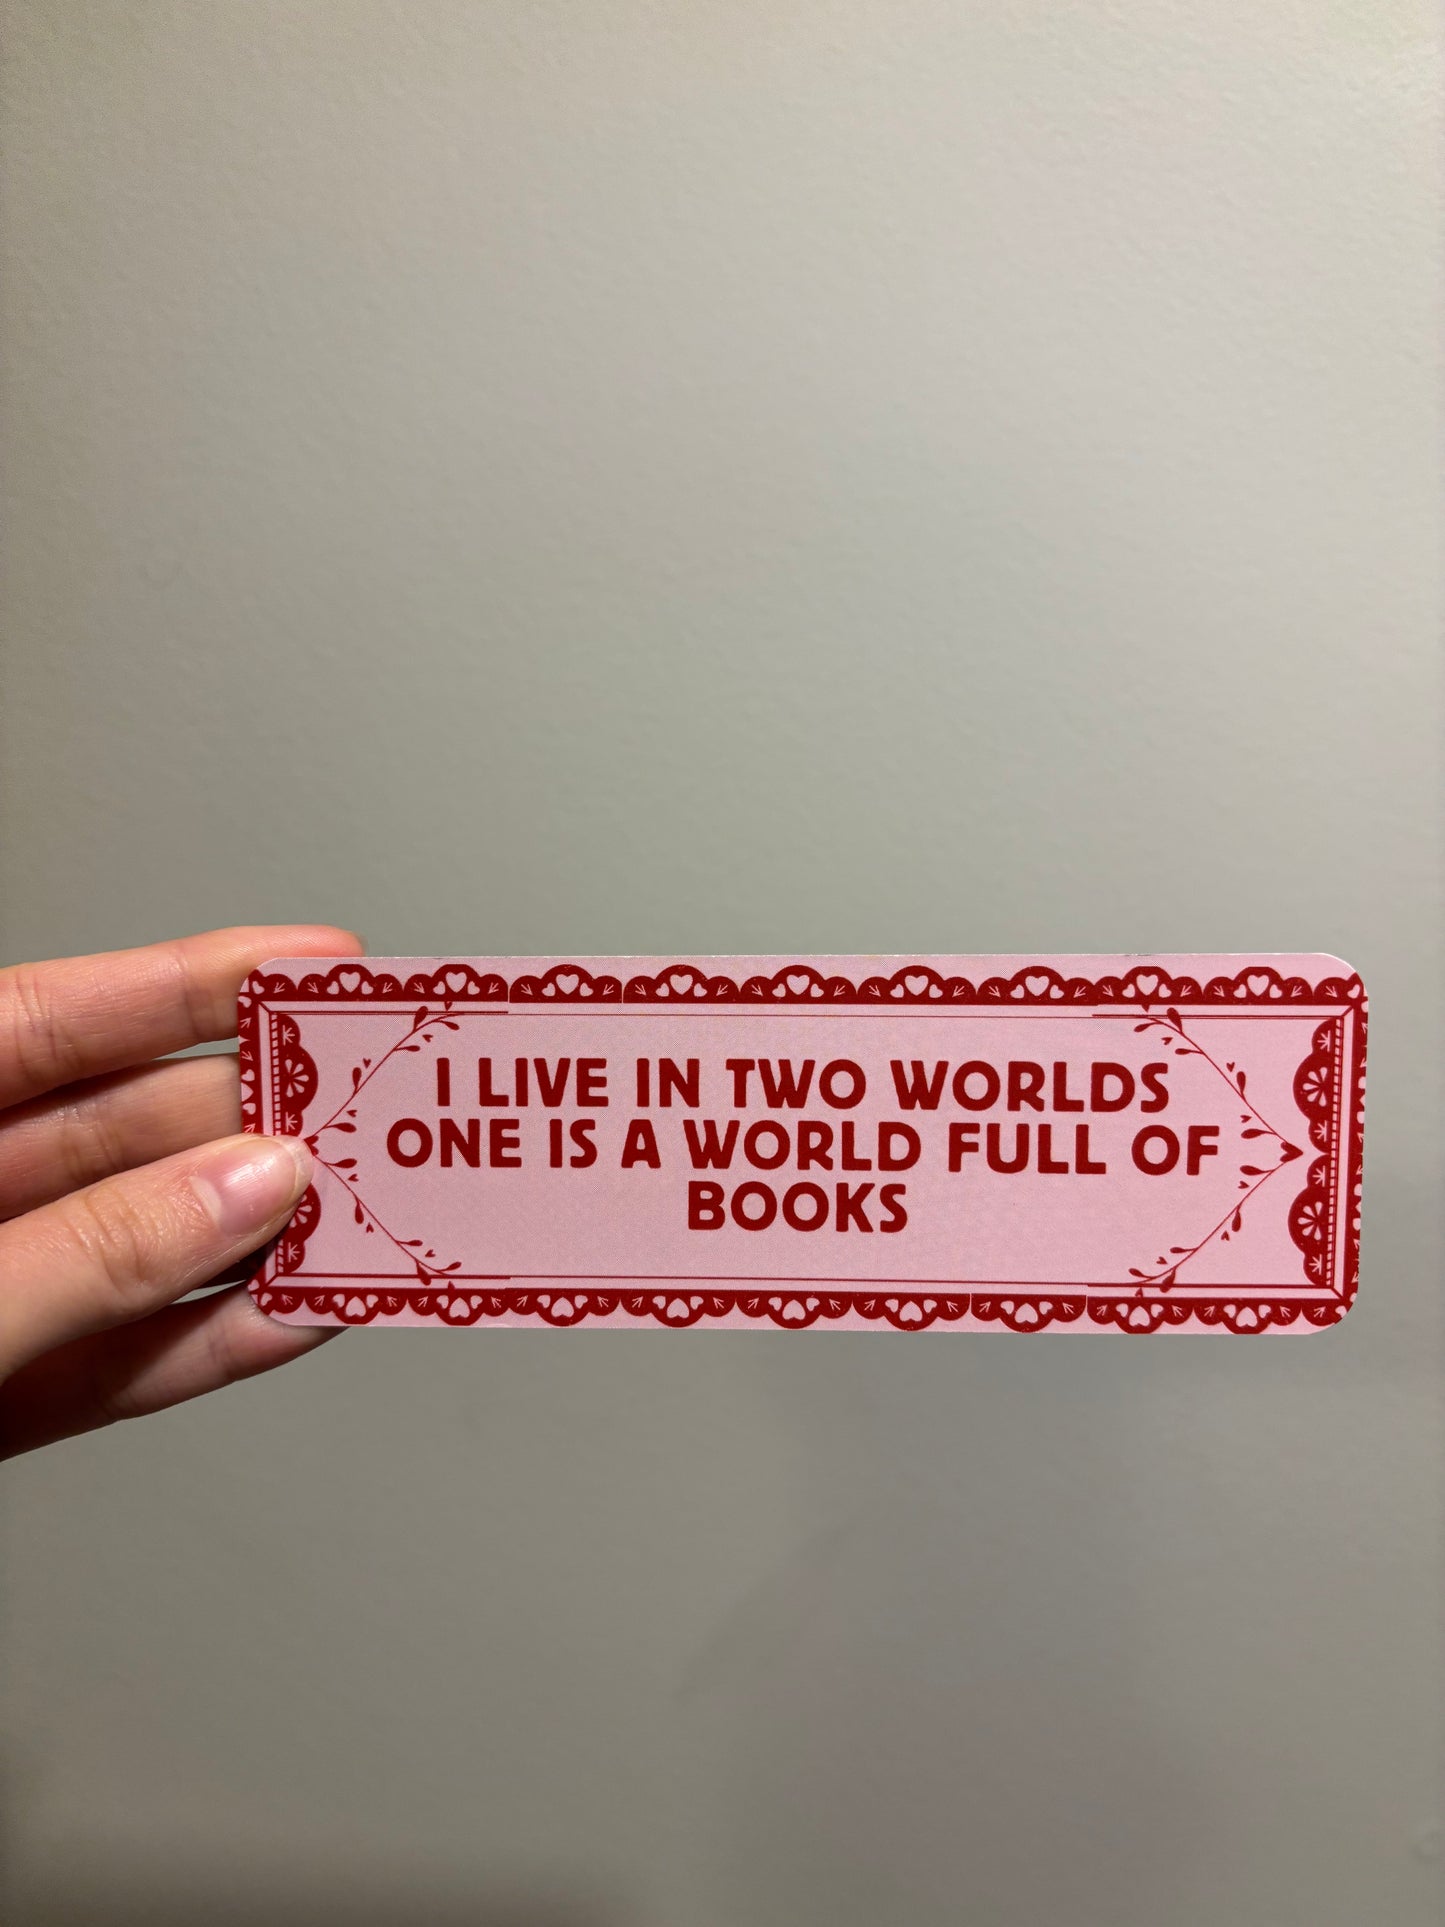 I LIVE IN TWO WORLDS
ONE IS A WORLD FULL OF
BOOKS